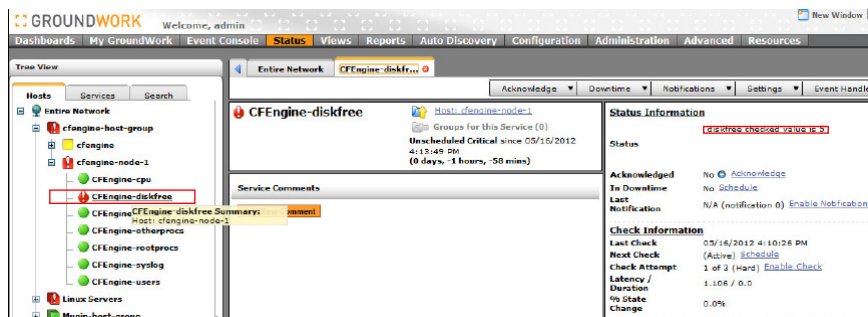 GROUNDWORK Welcome, admin
New Window
Dashboards My GroundWork Event Console Status Views Reports Auto Discovery Configuration Administration Advanced Resources
Tree View
Entire Network CFEngine-diskfr...
Acknowledge Downtime Notifications Settings Event Handle
Hosts Services Search
Entire Network
cfengine-host-group
cfengine
cfengine-node-1
CFEngine-cpu
CFEngine-diskfree
CFEngine
CFEngine-diskfree Summary:
Host: cfengine-node-1
CFEngine-otherprocs
CFEngine-rootprocs
CFEngine-syslog
CFEngine-users
Linux Servers
Mugin-host-group
CFEngine-diskfree
Host: cfengine-node-1
Groups for this Service (0)
Unscheduled Critical since 05/16/2012
4:13:49 PM
(0 days, -1 hours, -58 mins)
Service Comments
Comment
Status Information
diskfree checked value is 5
Status
Acknowledged No Acknowledge
In Downtime No Schedule
Last
Notification N/A (notification 0) Enable Notification
Check Information
Last Check 05/16/2012 4:10:26 PM
Next Check (Active) Schedule
Check Attempt 1 of 3 (Hard) Enable Check
Latency /
Duration 1.106 / 0.0
% State
Change 0.0%